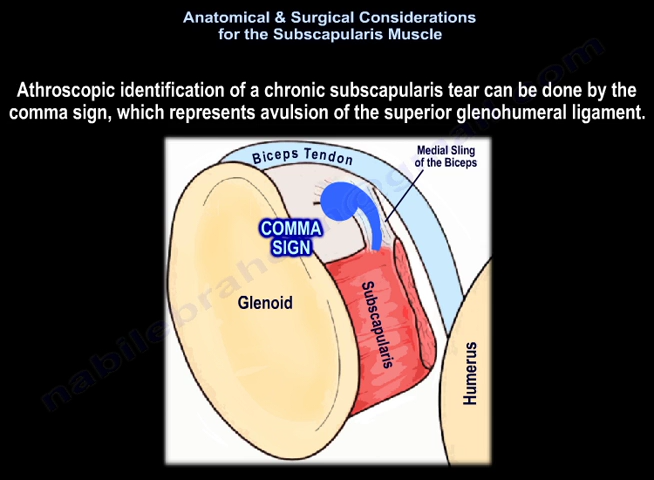 Anatomical & Surgical Considerations
for the Subscapularis Muscle
Athroscopic identification of a chronic subscapularis tear can be done by the
comma sign, which represents avulsion of the superior glenohumeral ligament.
Biceps Tendon
Medial Sling
of the Biceps
COMMA
SIGN
Glenoid
Subscapularis
Humerus